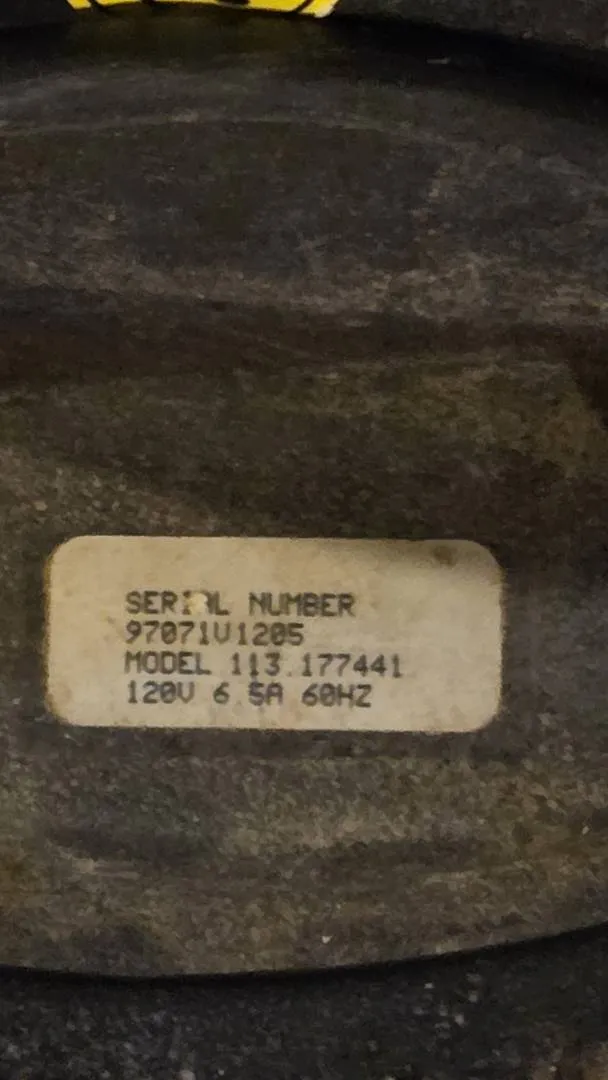 SERIAL NUMBER
97071V1205
MODEL 113.177441
120V 6.5A 60HZ